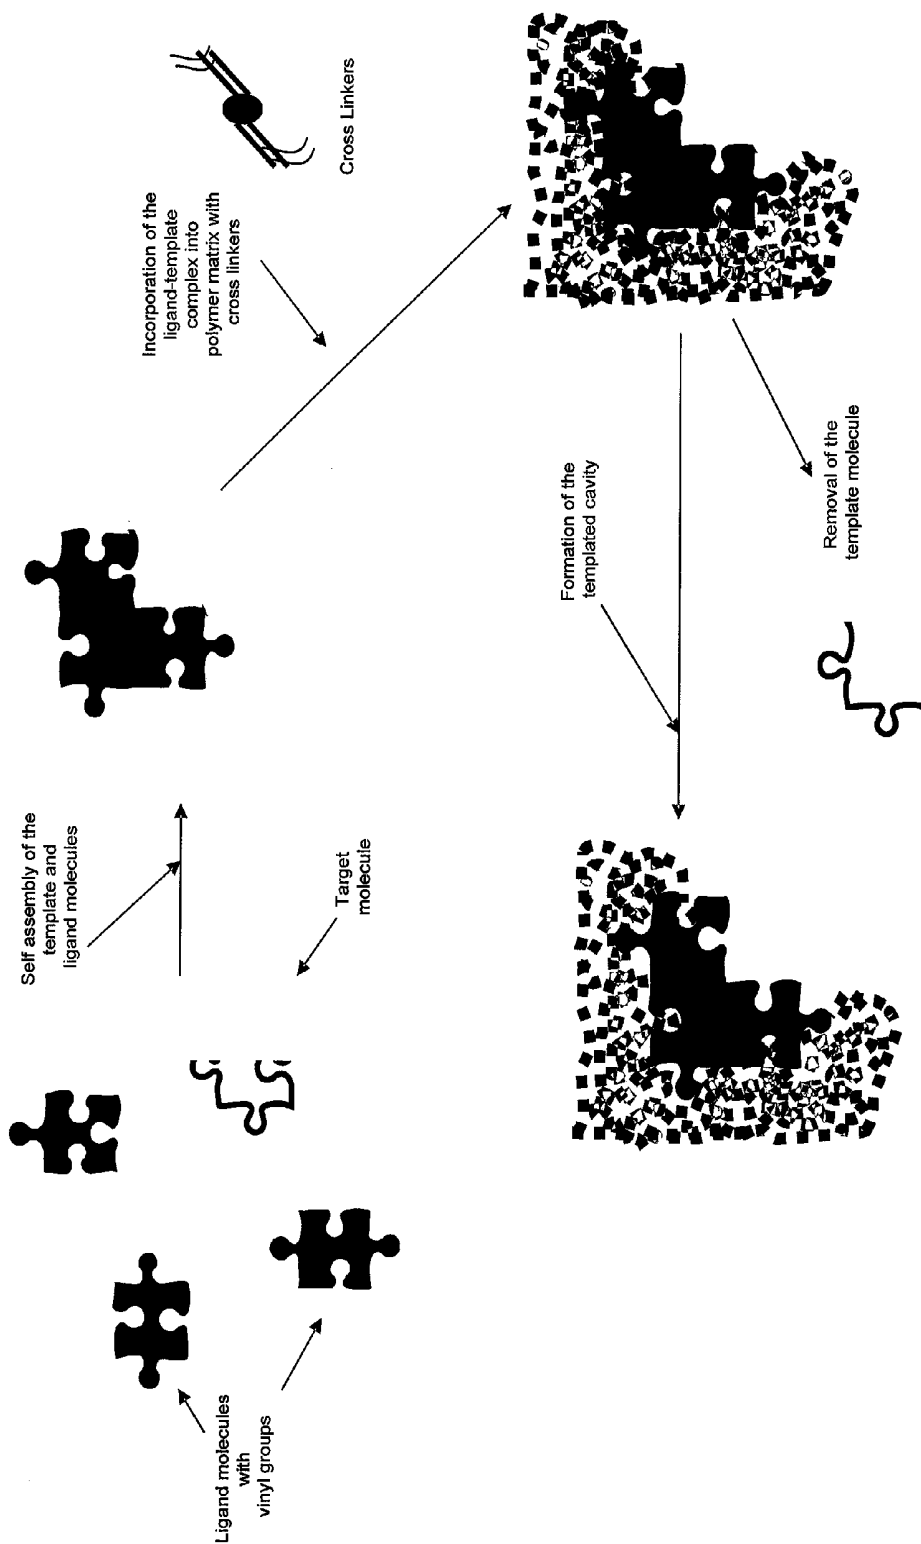 Ligand molecules
with
vinyl groups
Self assembly of the
template and
ligand molecules
Target
molecule
Incorporation of the
ligand-template
complex into
polymer matrix with
cross linkers
Cross Linkers
Formation of the
templated cavity
Removal of the
template molecule